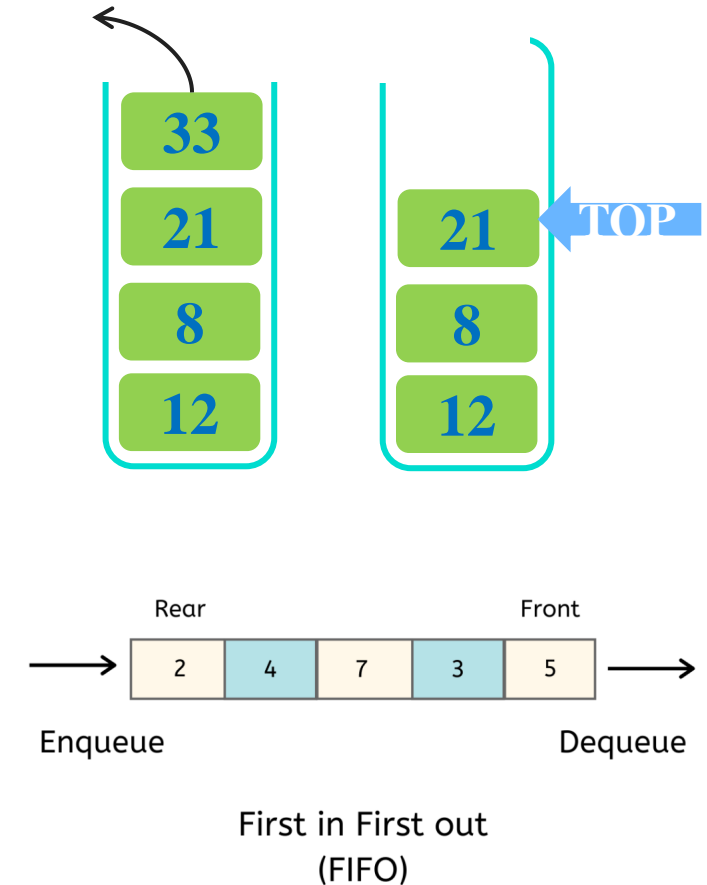 33
21
8
12
21
TOP
8
12
Rear Front
2 4 7 3 5
Enqueue Dequeue
First in First out
(FIFO)